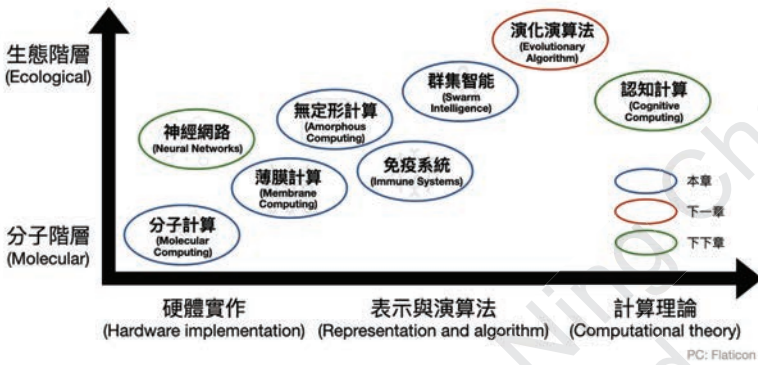 生態階層
(Ecological)
演化演算法
(Evolutionary
Algorithm)
群集智能
(Swarm
Intelligence)
認知計算
(Cognitive
Computing)
無定形計算
(Amorphous
Computing)
神經網路
(Neural Networks)
免疫系統
(Immune Systems)
薄膜計算
(Membrane
Computing)
分子計算
(Molecular
Computing)
分子階層
(Molecular)
本章
下一章
下下章
硬體實作
(Hardware implementation)
表示與演算法
(Representation and algorithm)
計算理論
(Computational theory)
PC: Flaticon
Ning Ch